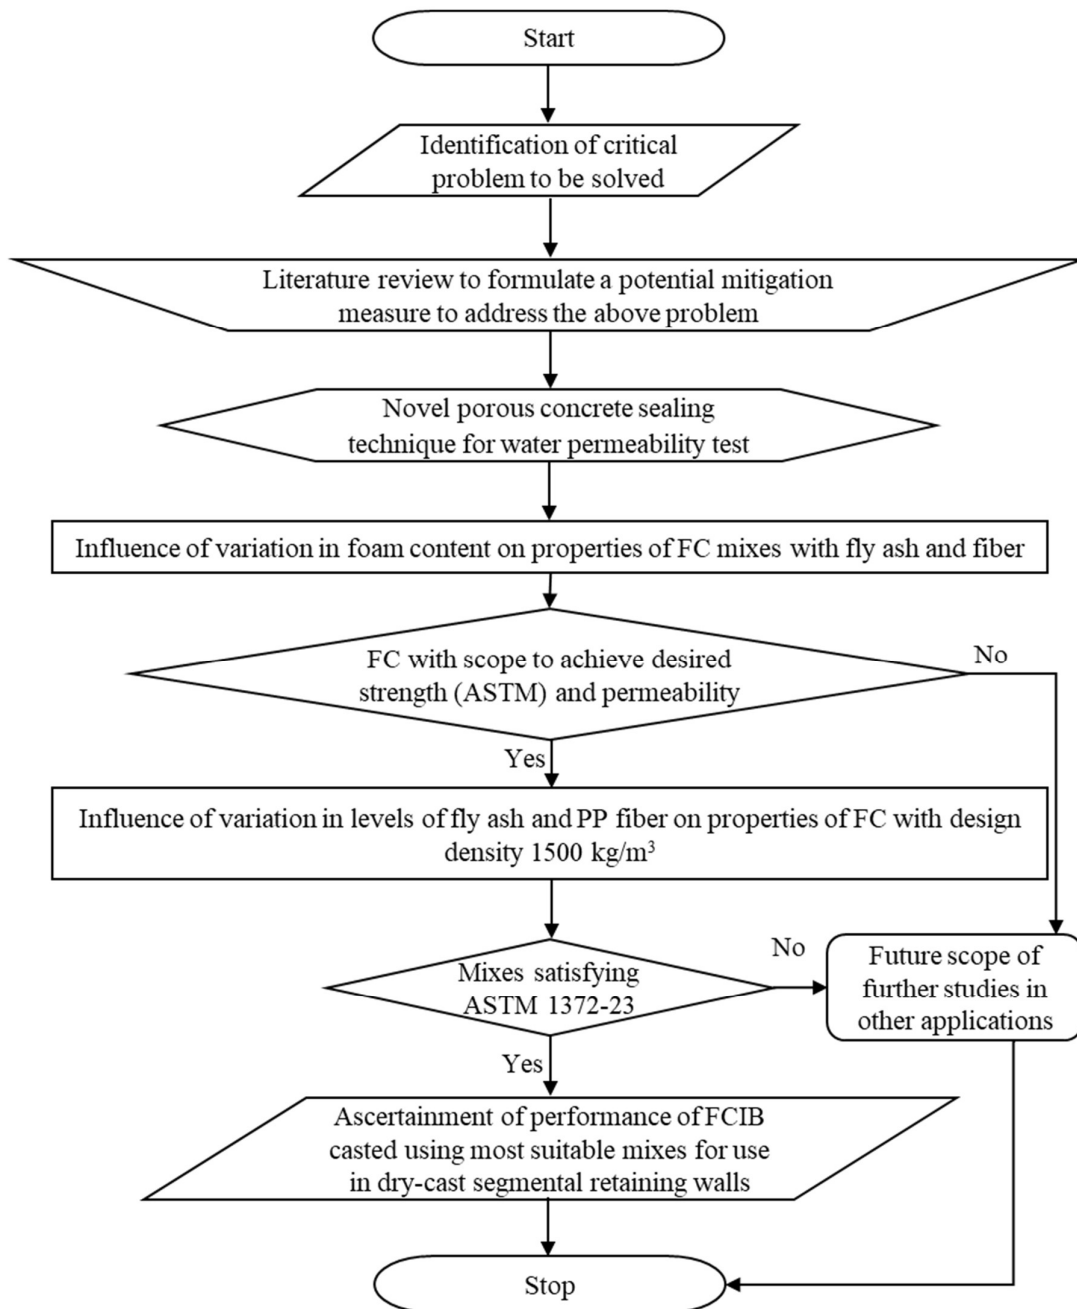 Start
Identification of critical
problem to be solved
Literature review to formulate a potential mitigation
measure to address the above problem
Novel porous concrete sealing
technique for water permeability test
Influence of variation in foam content on properties of FC mixes with fly ash and fiber
FC with scope to achieve desired
strength (ASTM) and permeability
No
Yes
Influence of variation in levels of fly ash and PP fiber on properties of FC with design
density 1500 kg/m³
Mixes satisfying
ASTM 1372-23
No
Future scope of
further studies in
other applications
Yes
Ascertainment of performance of FCIB
casted using most suitable mixes for use
in dry-cast segmental retaining walls
Stop